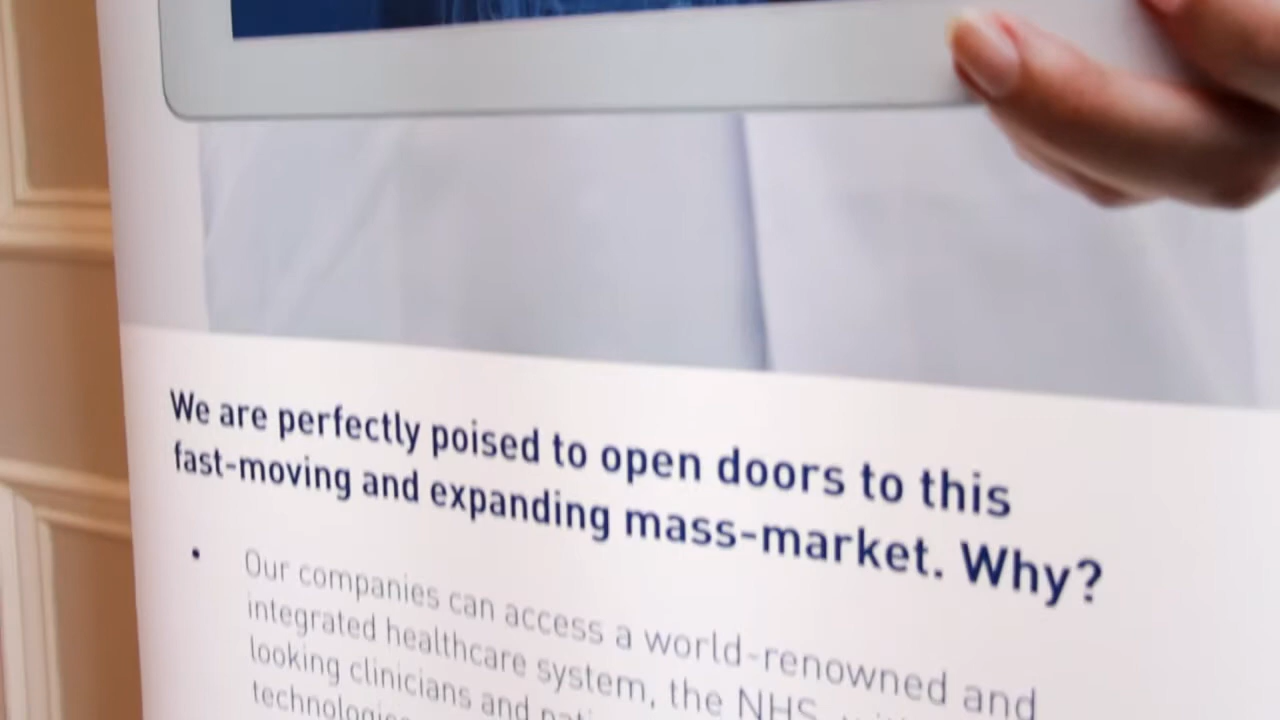 We are perfectly poised to open doors to this
fast-moving and expanding mass-market. Why?
• Our companies can access a world-renowned and
integrated healthcare system, the NHS,
looking clinicians and